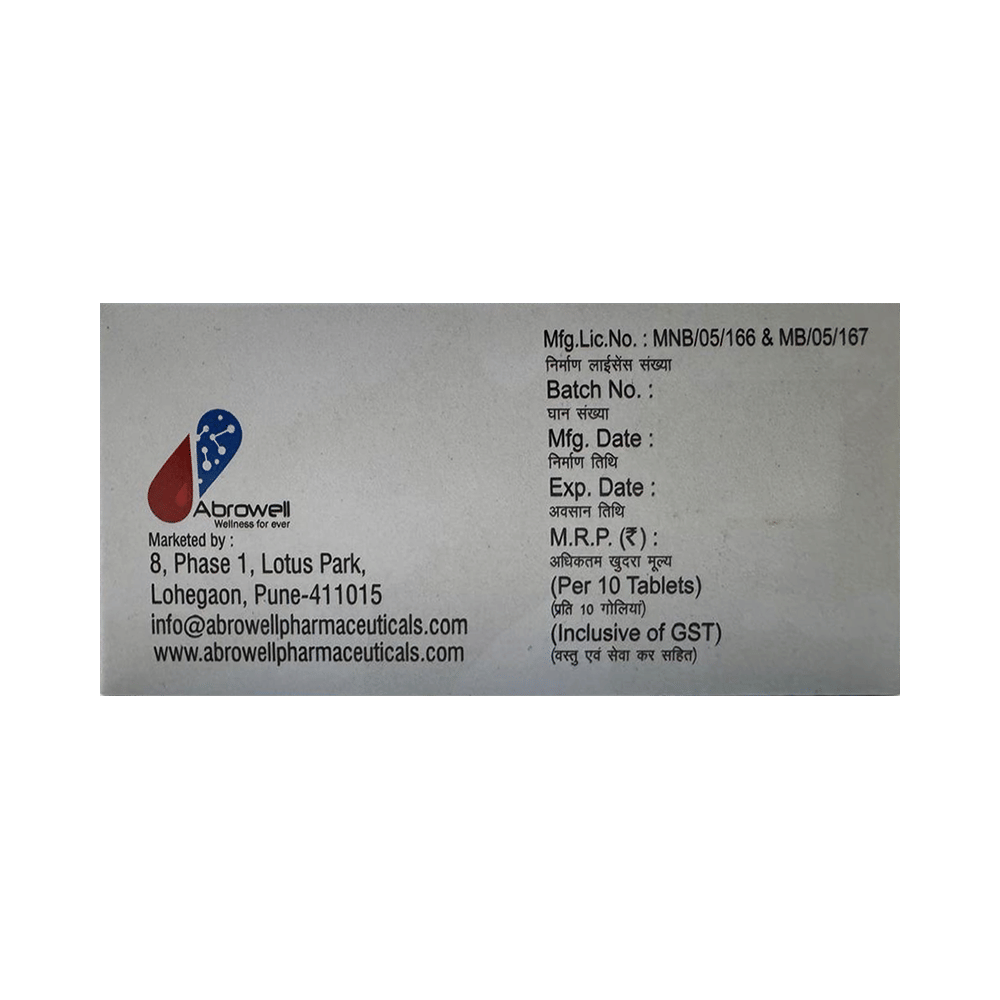 Abrowell
Wellness for ever
Marketed by :
8, Phase 1, Lotus Park,
Lohegaon, Pune-411015
info@abrowellpharmaceuticals.com
www.abrowellpharmaceuticals.com
Mfg.Lic.No. : MNB/05/166 & MB/05/167
निर्माण लाईसेंस संख्या
Batch No. :
घान संख्या
Mfg. Date :
निर्माण तिथि
Exp. Date :
अवसान तिथि
M.R.P. (₹) :
अधिकतम खुदरा मूल्य
(Per 10 Tablets)
(प्रति 10 गोलियां)
(Inclusive of GST)
(वस्तु एवं सेवा कर सहित)